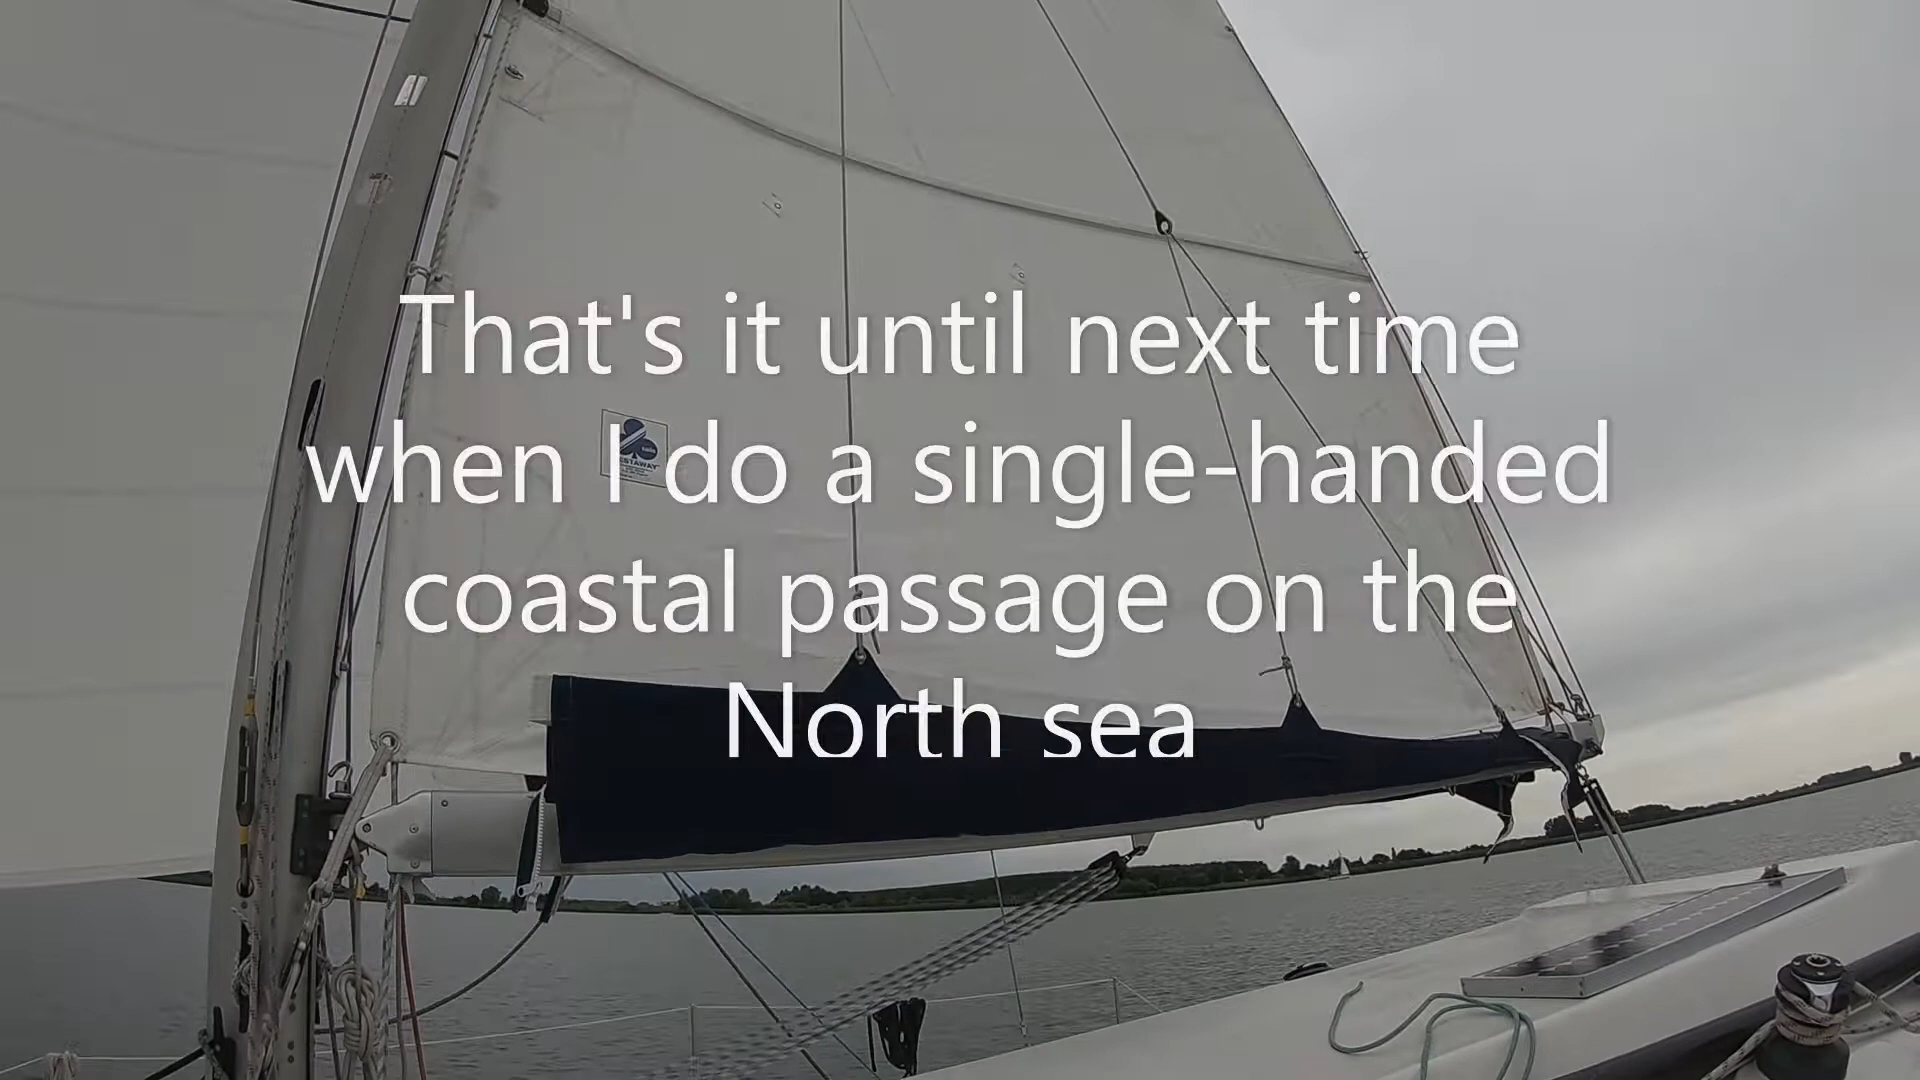 That's it until next time
when I do a single-handed
coastal passage on the
North sea